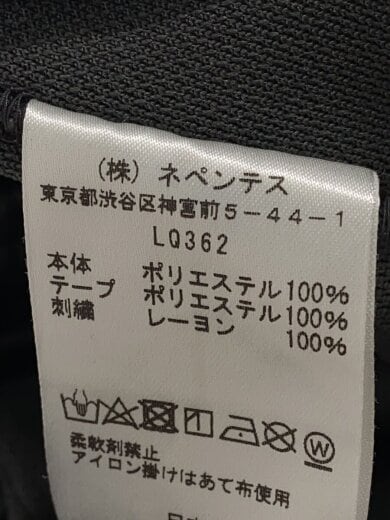 (株)ネペンテス
東京都渋谷区神宮前5-44-1
LQ362
本体 ポリエステル100%
テープ ポリエステル100%
刺繍 レーヨン 100%
柔軟剤禁止
アイロン掛けはあて布使用